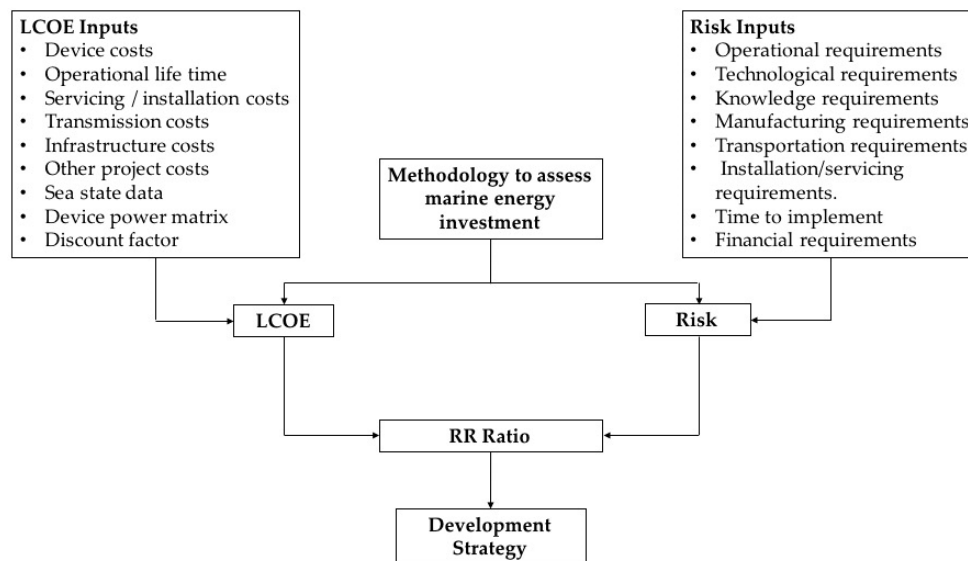 LCOE Inputs
• Device costs
• Operational life time
• Servicing / installation costs
• Transmission costs
• Infrastructure costs
• Other project costs
• Sea state data
• Device power matrix
• Discount factor
Risk Inputs
• Operational requirements
• Technological requirements
• Knowledge requirements
• Manufacturing requirements
• Transportation requirements
• Installation/servicing
requirements.
• Time to implement
• Financial requirements
Methodology to assess
marine energy
investment
LCOE
Risk
RR Ratio
Development
Strategy